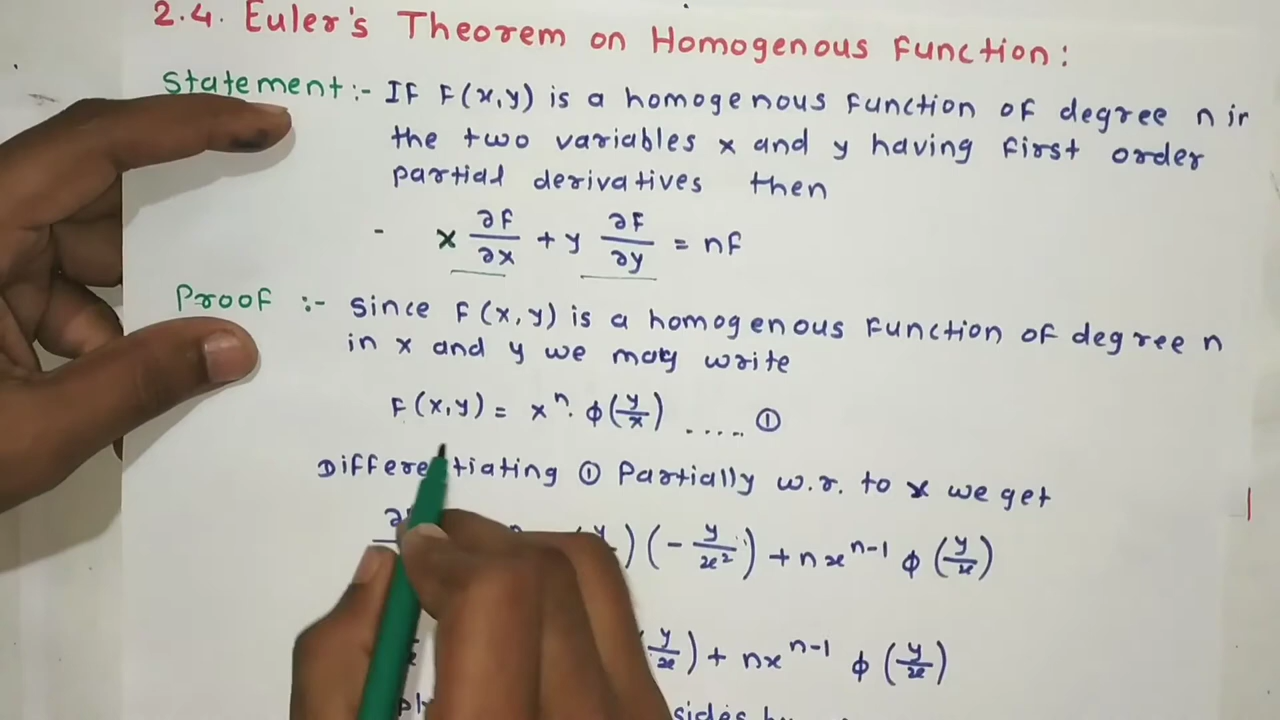 2.4. Euler's Theorem on Homogenous Function:
Statement:- If F(x,y) is a homogenous function of degree n in
the two variables x and y having first order
partial derivatives then
- x ∂F/∂x + y ∂F/∂y = nF
Proof :- Since F(x,y) is a homogenous function of degree n
in x and y we may write
F(x,y) = x^n. ϕ(y/x) ..... ①
Differentiating ① Partially w.r. to x we get
)(-y/x²) + nx^{n-1} ϕ(y/x)
(y/x) + nx^{n-1} ϕ(y/x)
sides